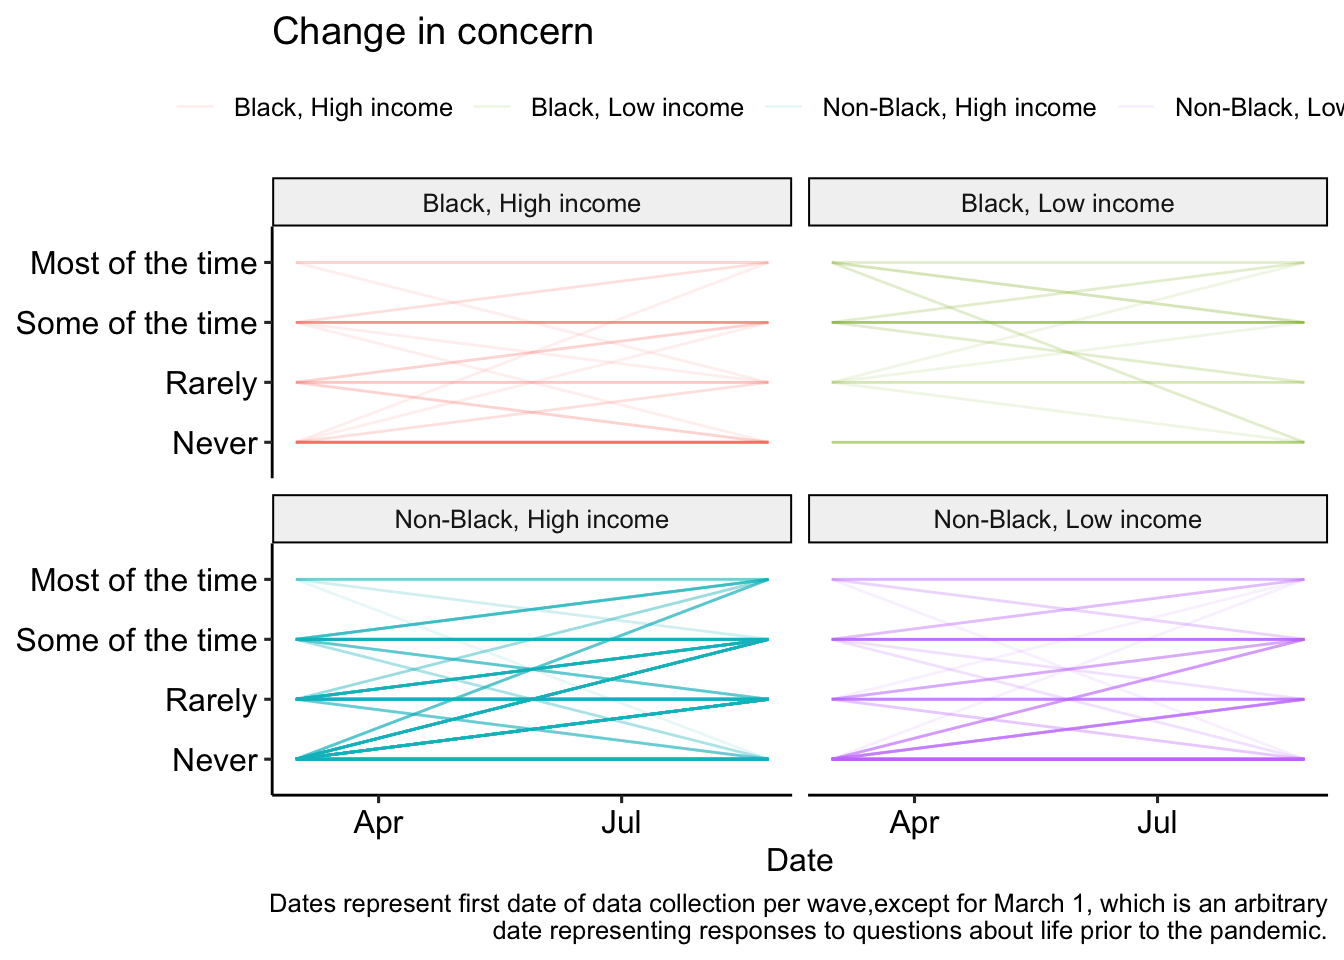 Change in concern
Black, High income Black, Low income Non-Black, High income Non-Black, Low
Black, High income Black, Low income
Most of the time
Some of the time
Rarely
Never
Non-Black, High income Non-Black, Low income
Most of the time
Some of the time
Rarely
Never
Apr Jul Apr Jul
Date
Dates represent first date of data collection per wave,except for March 1, which is an arbitrary
date representing responses to questions about life prior to the pandemic.